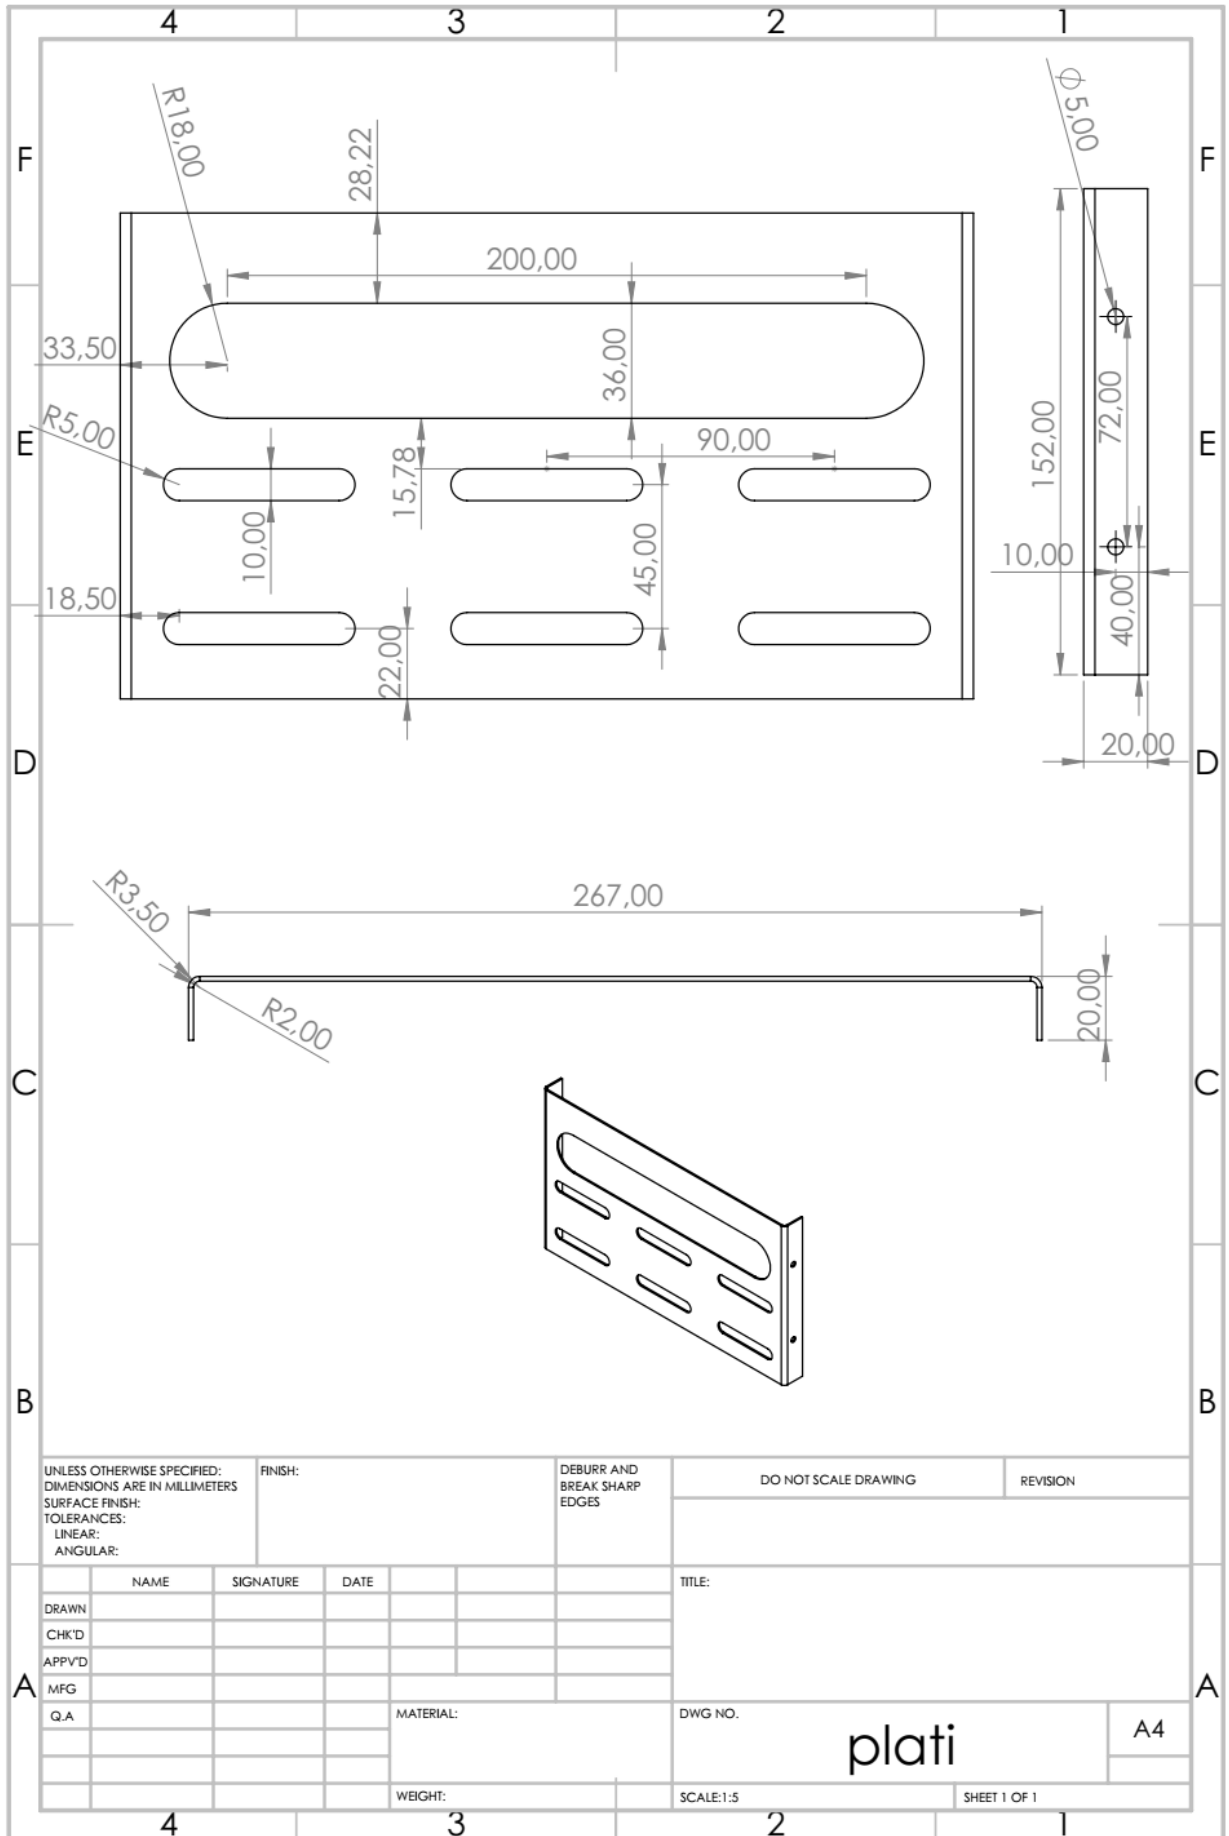 4 3 2 1
F F
R18,00
28,22
Φ 5,00
200,00
33,50
36,00
E E
R5,00
15,78
90,00
10,00
45,00
18,50
22,00
152,00
72,00
10,00
40,00
20,00
D D
R3,50
267,00
R2,00
20,00
C C
B B
UNLESS OTHERWISE SPECIFIED:
DIMENSIONS ARE IN MILLIMETERS
SURFACE FINISH:
TOLERANCES:
LINEAR:
ANGULAR:
FINISH:
DEBURR AND
BREAK SHARP
EDGES
DO NOT SCALE DRAWING
REVISION
NAME SIGNATURE DATE
TITLE:
DRAWN
CHK'D
APPV'D
MFG
Q.A
A A
MATERIAL:
DWG NO.
plati
A4
WEIGHT:
SCALE:1:5
SHEET 1 OF 1
4 3 2 1